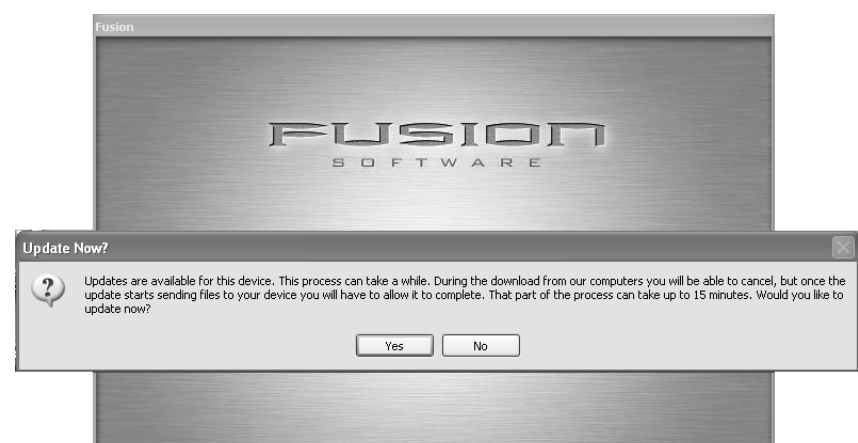 Fusion
FUSION
SOFTWARE
Update Now?
Updates are available for this device. This process can take a while. During the download from our computers you will be able to cancel, but once the
update starts sending files to your device you will have to allow it to complete. That part of the process can take up to 15 minutes. Would you like to
update now?
Yes
No